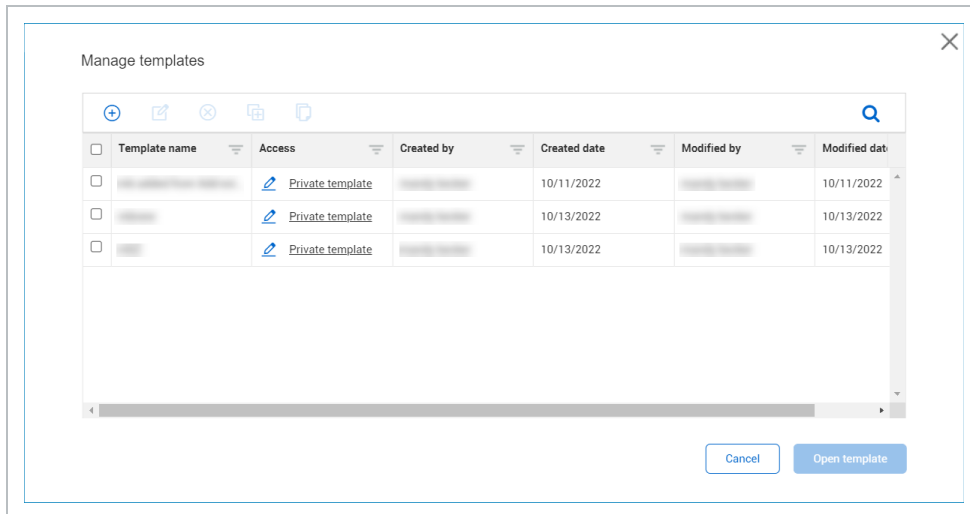 Manage templates
Template name Access Created by Created date Modified by Modified dat
Private template 10/11/2022 10/11/2022
Private template 10/13/2022 10/13/2022
Private template 10/13/2022 10/13/2022
Cancel Open template